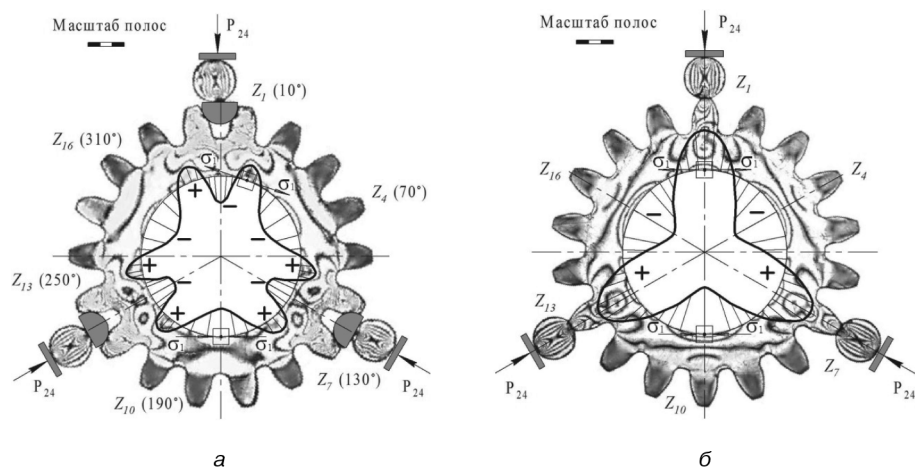 Масштаб полос
P24
Z1 (10°)
Z16 (310°)
σ1
σ1
Z4 (70°)
+
−
−
−
+
+
Z13 (250°)
−
−
+
+
σ1
σ1
P24
Z10 (190°)
Z7 (130°)
P24
а
Масштаб полос
P24
Z1
Z16
σ1
σ1
Z4
−
−
+
+
Z13
σ1
σ1
P24
Z10
Z7
P24
б